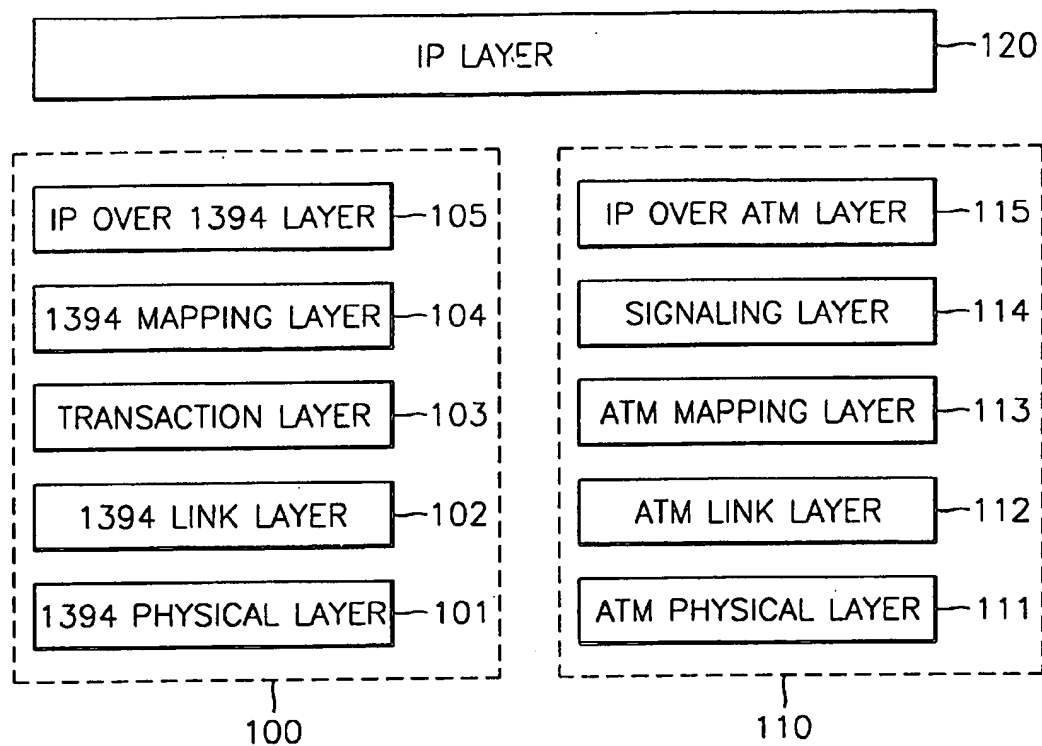 IP LAYER 120
IP OVER 1394 LAYER 105
1394 MAPPING LAYER 104
TRANSACTION LAYER 103
1394 LINK LAYER 102
1394 PHYSICAL LAYER 101
100
IP OVER ATM LAYER 115
SIGNALING LAYER 114
ATM MAPPING LAYER 113
ATM LINK LAYER 112
ATM PHYSICAL LAYER 111
110